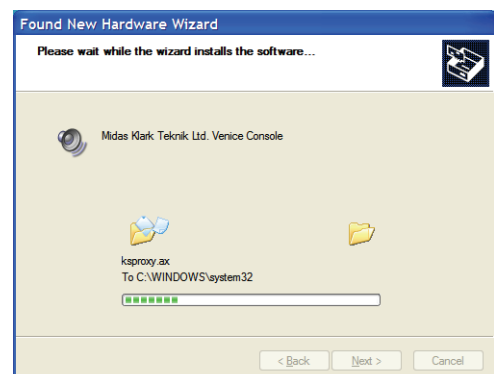 Found New Hardware Wizard
Please wait while the wizard installs the software...
Midas Klark Teknik Ltd. Venice Console
ksproxy.ax
To C:\WINDOWS\system32
< Back Next > Cancel